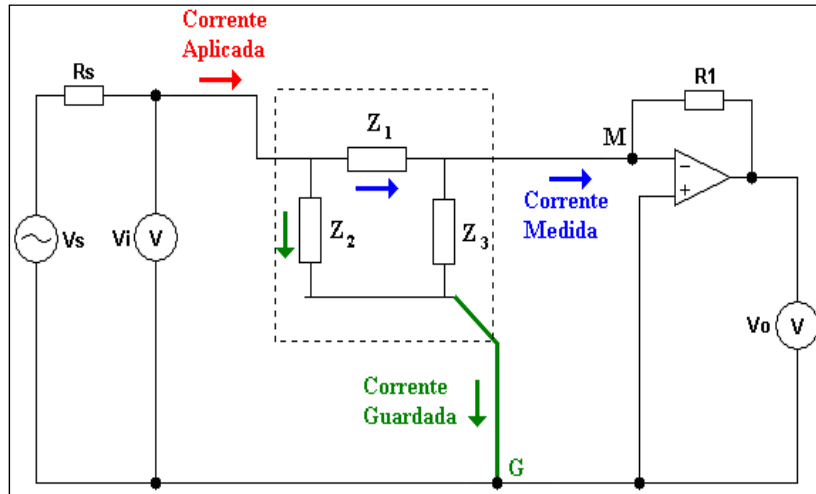 Corrente
Aplicada
Rs
R1
Z1
M
Corrente
Medida
Vs
Vi
V
Z2
Z3
Vo
V
Corrente
Guardada
G